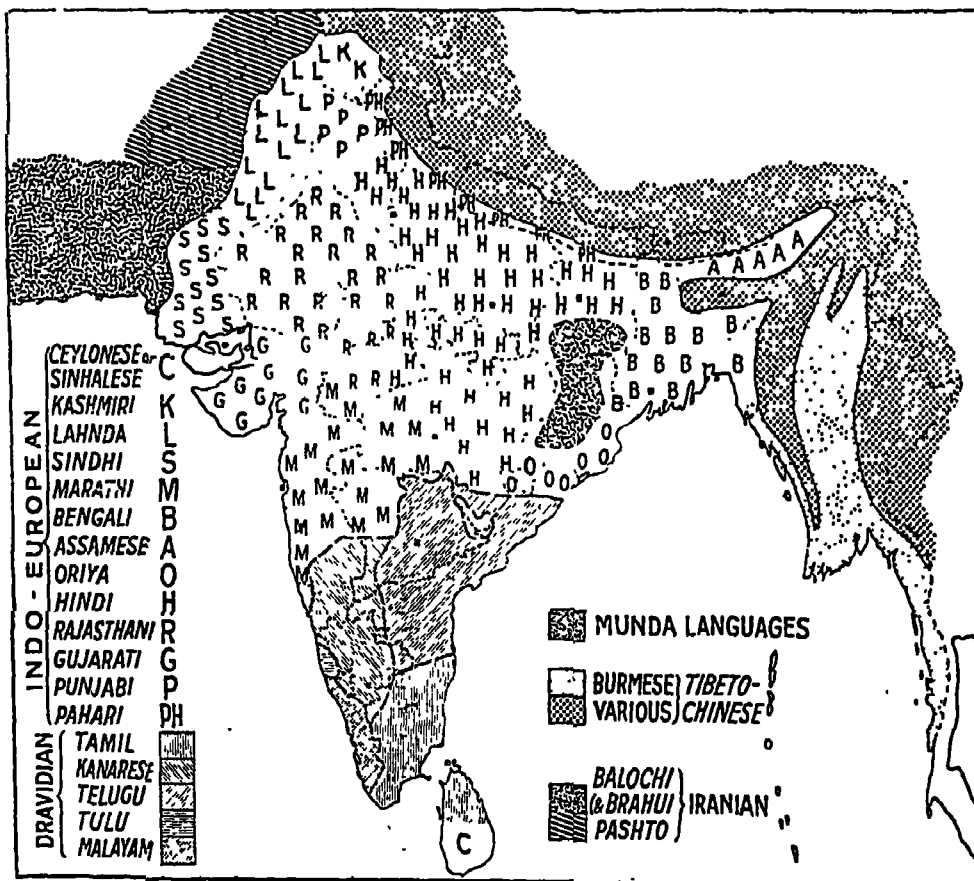 INDO-EUROPEAN
CEYLONESE or SINHALESE C
KASHMIRI K
LAHNDA L
SINDHI S
MARATHI M
BENGALI B
ASSAMESE A
ORIYA O
HINDI H
RAJASTHANI R
GUJARATI G
PUNJABI P
PAHARI PH
DRAVIDIAN
TAMIL
KANARESE
TELUGU
TULU
MALAYAM
MUNDA LANGUAGES
BURMESE
VARIOUS
TIBETO-
CHINESE
BALOCHI
(& BRAHUI
PASHTO
IRANIAN
C